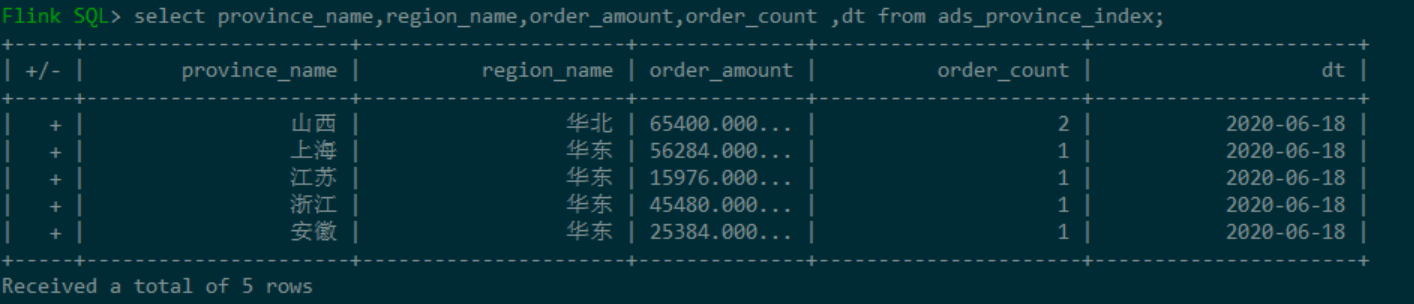 Flink SQL> select province_name,region_name,order_amount,order_count ,dt from ads_province_index;
+-----+----------------------+------------------------+--------------+------------------------+------------------------+
| +/- | province_name | region_name | order_amount | order_count | dt |
+-----+----------------------+------------------------+--------------+------------------------+------------------------+
| + | 山西 | 华北 | 65400.000... | 2 | 2020-06-18 |
| + | 上海 | 华东 | 56284.000... | 1 | 2020-06-18 |
| + | 江苏 | 华东 | 15976.000... | 1 | 2020-06-18 |
| + | 浙江 | 华东 | 45480.000... | 1 | 2020-06-18 |
| + | 安徽 | 华东 | 25384.000... | 1 | 2020-06-18 |
+-----+----------------------+------------------------+--------------+------------------------+------------------------+
Received a total of 5 rows